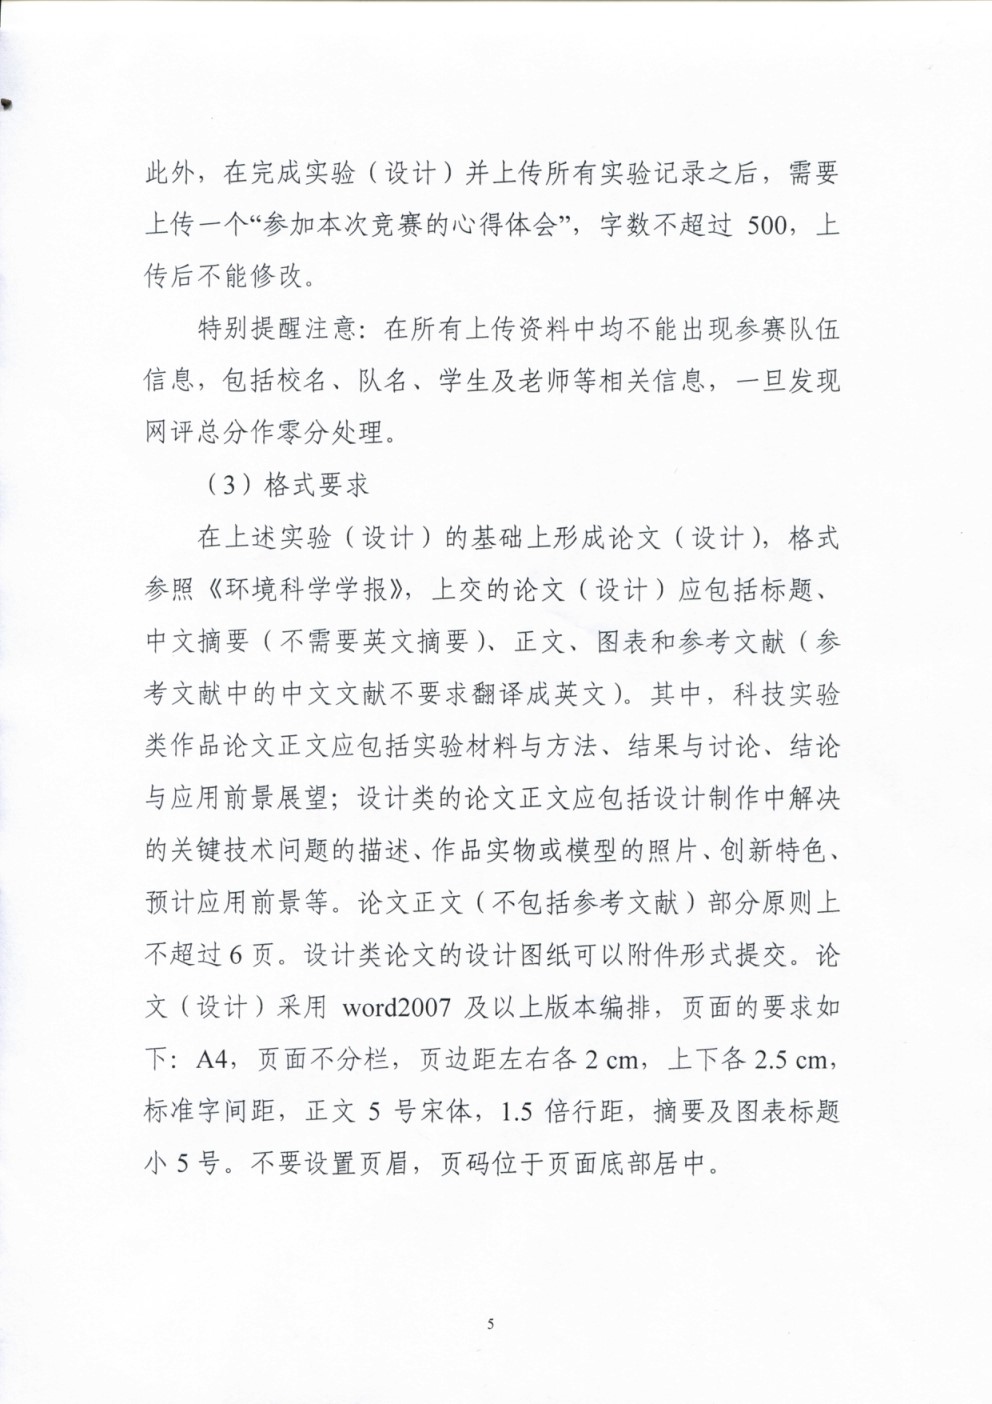 此外，在完成实验（设计）并上传所有实验记录之后，需要
上传一个“参加本次竞赛的心得体会”，字数不超过 500，上
传后不能修改。
特别提醒注意：在所有上传资料中均不能出现参赛队伍
信息，包括校名、队名、学生及老师等相关信息，一旦发现
网评总分作零分处理。
（3）格式要求
在上述实验（设计）的基础上形成论文（设计），格式
参照《环境科学学报》，上交的论文（设计）应包括标题、
中文摘要（不需要英文摘要）、正文、图表和参考文献（参
考文献中的中文文献不要求翻译成英文）。其中，科技实验
类作品论文正文应包括实验材料与方法、结果与讨论、结论
与应用前景展望；设计类的论文正文应包括设计制作中解决
的关键技术问题的描述、作品实物或模型的照片、创新特色、
预计应用前景等。论文正文（不包括参考文献）部分原则上
不超过 6 页。设计类论文的设计图纸可以附件形式提交。论
文（设计）采用 word2007 及以上版本编排，页面的要求如
下：A4，页面不分栏，页边距左右各 2 cm，上下各 2.5 cm，
标准字间距，正文 5 号宋体，1.5 倍行距，摘要及图表标题
小 5 号。不要设置页眉，页码位于页面底部居中。
5